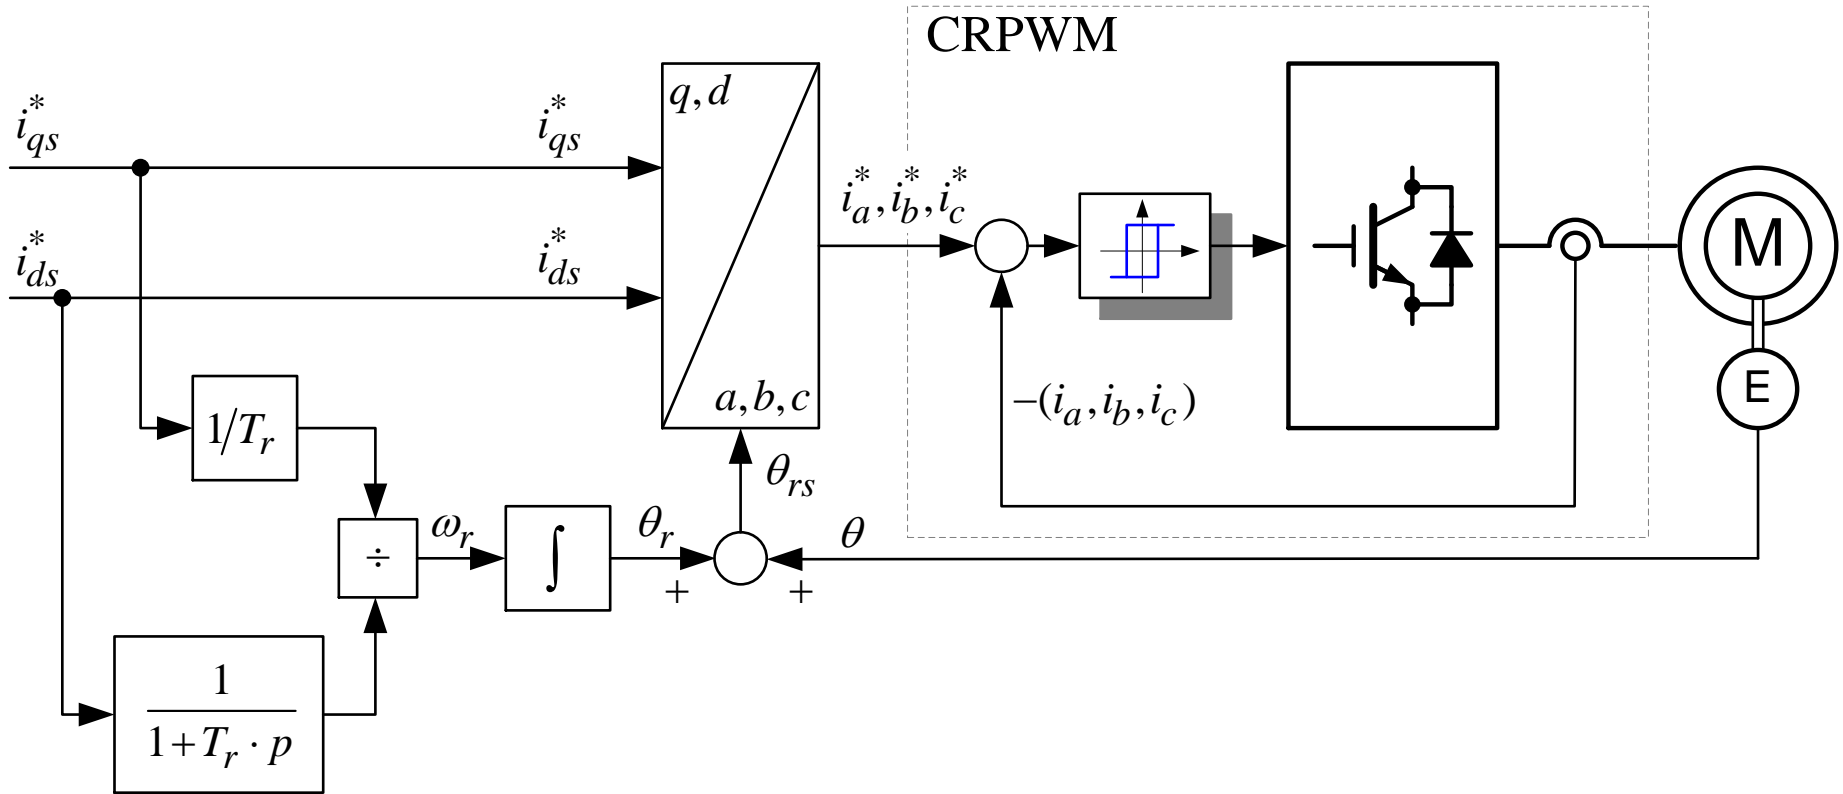 CRPWM
q,d
i*qs
i*qs
i*a,i*b,i*c
i*ds
i*ds
M
a,b,c
−(ia,ib,ic)
E
1/Tr
θrs
ωr
θr
θ
÷
∫
+
+
1
1+Tr·p